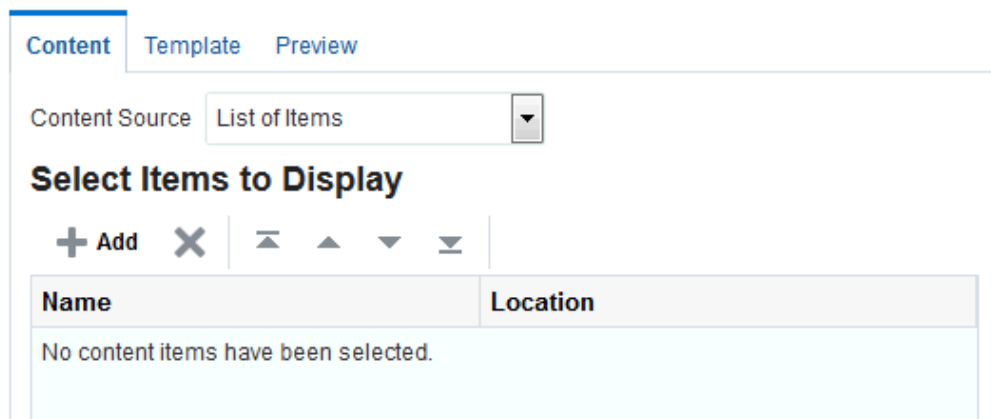 Content Template Preview
Content Source List of Items
Select Items to Display
Add
Name Location
No content items have been selected.